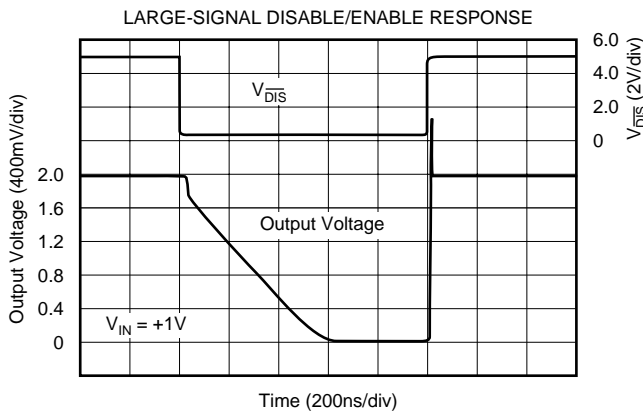 LARGE-SIGNAL DISABLE/ENABLE RESPONSE
Output Voltage (400mV/div)
2.0
1.6
1.2
0.8
0.4
0
V_DIS
Output Voltage
V_IN = +1V
6.0
4.0
2.0
0
V_DIS (2V/div)
Time (200ns/div)